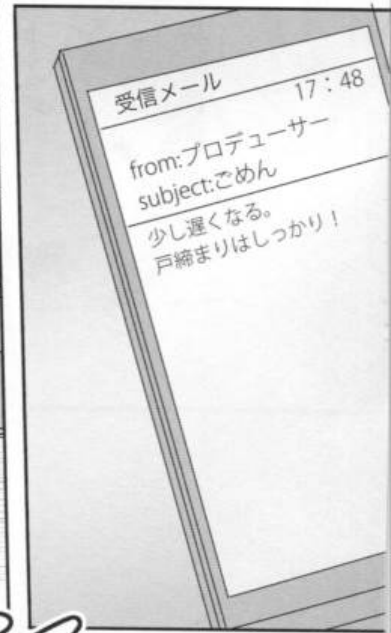 受信メール
17：48
from:プロデューサー
subject:ごめん
少し遅くなる。
戸締まりはしっかり！